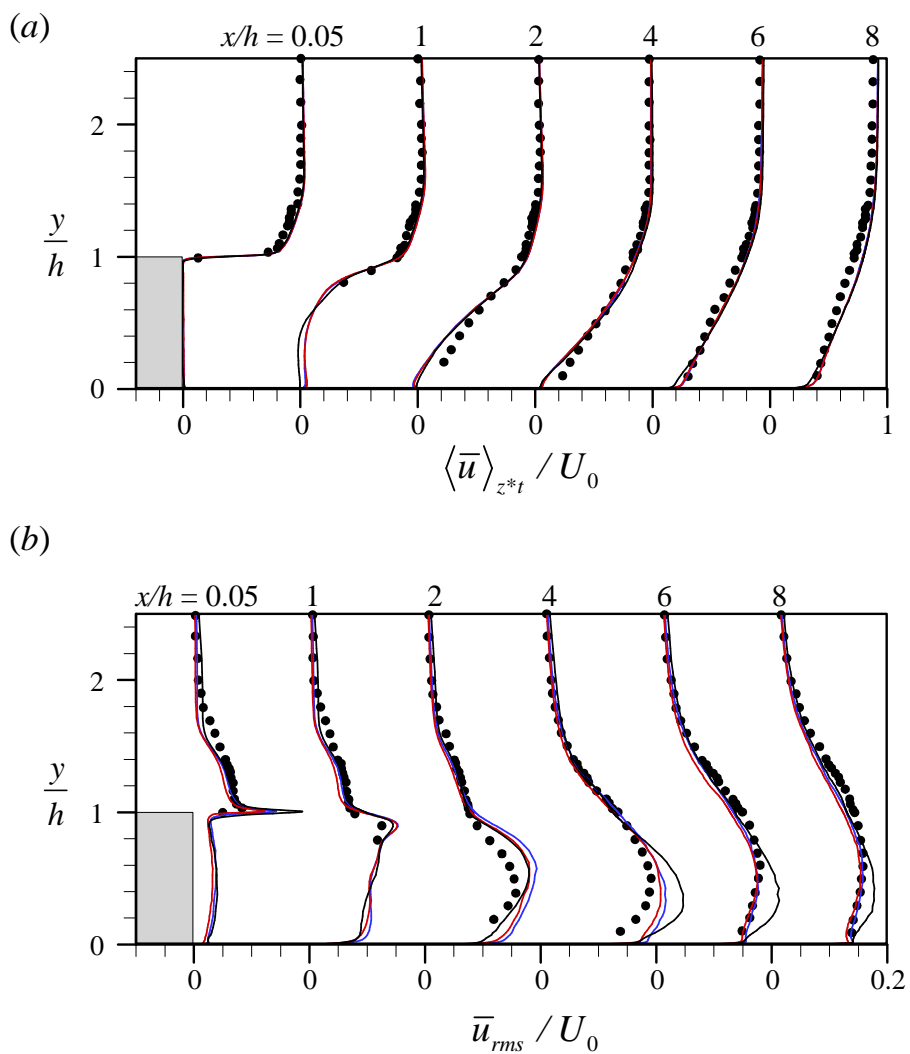 (a)
x/h = 0.05 1 2 4 6 8
2
y/h
1
0
0 0 0 0 0 0 1
⟨u̅⟩z*t / U0
(b)
x/h = 0.05 1 2 4 6 8
2
y/h
1
0
0 0 0 0 0 0 0.2
u̅rms / U0